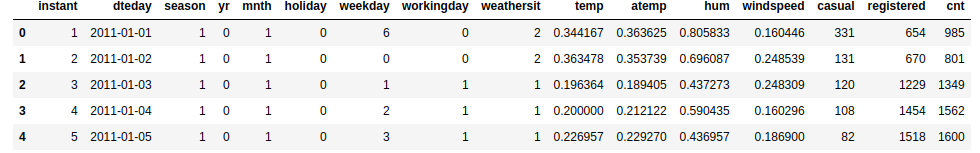 instant dteday season yr mnth holiday weekday workingday weathersit temp atemp hum windspeed casual registered cnt
0 1 2011-01-01 1 0 1 0 6 0 2 0.344167 0.363625 0.805833 0.160446 331 654 985
1 2 2011-01-02 1 0 1 0 0 0 2 0.363478 0.353739 0.696087 0.248539 131 670 801
2 3 2011-01-03 1 0 1 0 1 1 1 0.196364 0.189405 0.437273 0.248309 120 1229 1349
3 4 2011-01-04 1 0 1 0 2 1 1 0.200000 0.212122 0.590435 0.160296 108 1454 1562
4 5 2011-01-05 1 0 1 0 3 1 1 0.226957 0.229270 0.436957 0.186900 82 1518 1600